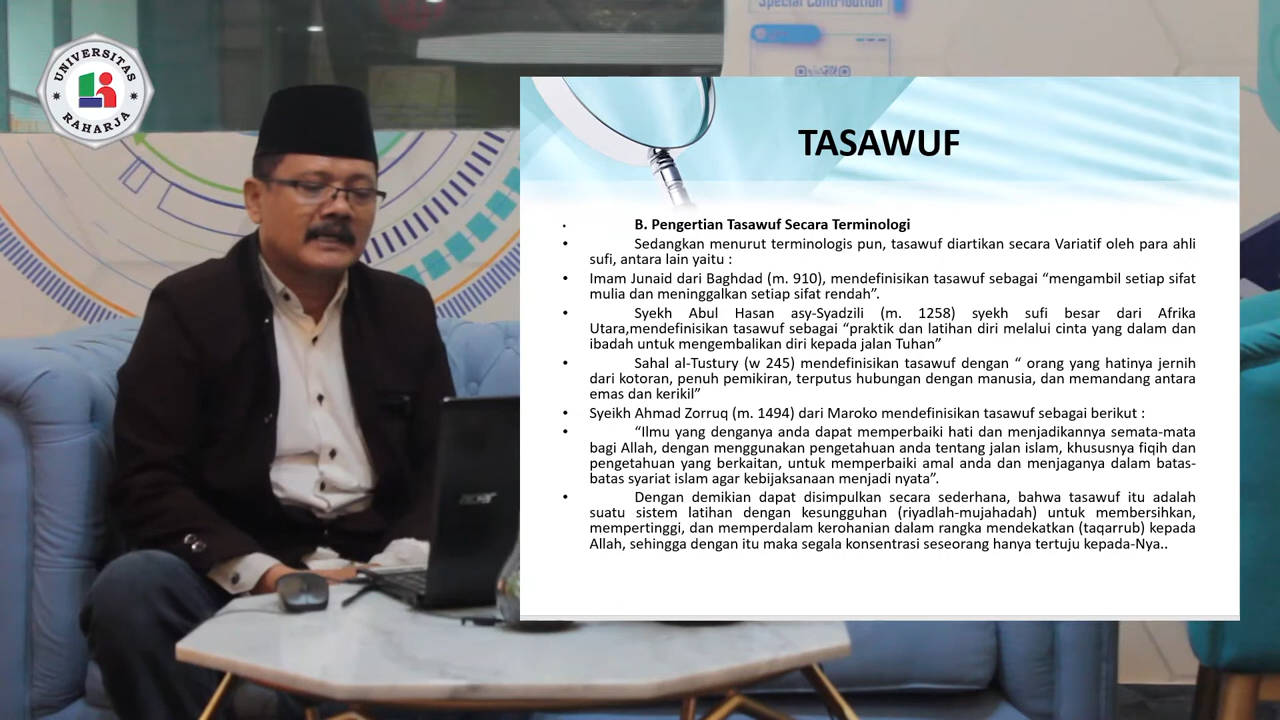 Special Contribution
UNIVERSITAS
RAHARJA
TASAWUF
• B. Pengertian Tasawuf Secara Terminologi
• Sedangkan menurut terminologis pun, tasawuf diartikan secara Variatif oleh para ahli
sufi, antara lain yaitu :
• Imam Junaid dari Baghdad (m. 910), mendefinisikan tasawuf sebagai “mengambil setiap sifat
mulia dan meninggalkan setiap sifat rendah”.
• Syekh Abul Hasan asy-Syadzili (m. 1258) syekh sufi besar dari Afrika
Utara,mendefinisikan tasawuf sebagai “praktik dan latihan diri melalui cinta yang dalam dan
ibadah untuk mengembalikan diri kepada jalan Tuhan”
• Sahal al-Tustury (w 245) mendefinisikan tasawuf dengan “ orang yang hatinya jernih
dari kotoran, penuh pemikiran, terputus hubungan dengan manusia, dan memandang antara
emas dan kerikil”
• Syeikh Ahmad Zorruq (m. 1494) dari Maroko mendefinisikan tasawuf sebagai berikut :
• “Ilmu yang denganya anda dapat memperbaiki hati dan menjadikannya semata-mata
bagi Allah, dengan menggunakan pengetahuan anda tentang jalan islam, khususnya fiqih dan
pengetahuan yang berkaitan, untuk memperbaiki amal anda dan menjaganya dalam batas-
batas syariat islam agar kebijaksanaan menjadi nyata”.
• Dengan demikian dapat disimpulkan secara sederhana, bahwa tasawuf itu adalah
suatu sistem latihan dengan kesungguhan (riyadlah-mujahadah) untuk membersihkan,
mempertinggi, dan memperdalam kerohanian dalam rangka mendekatkan (taqarrub) kepada
Allah, sehingga dengan itu maka segala konsentrasi seseorang hanya tertuju kepada-Nya..
acer